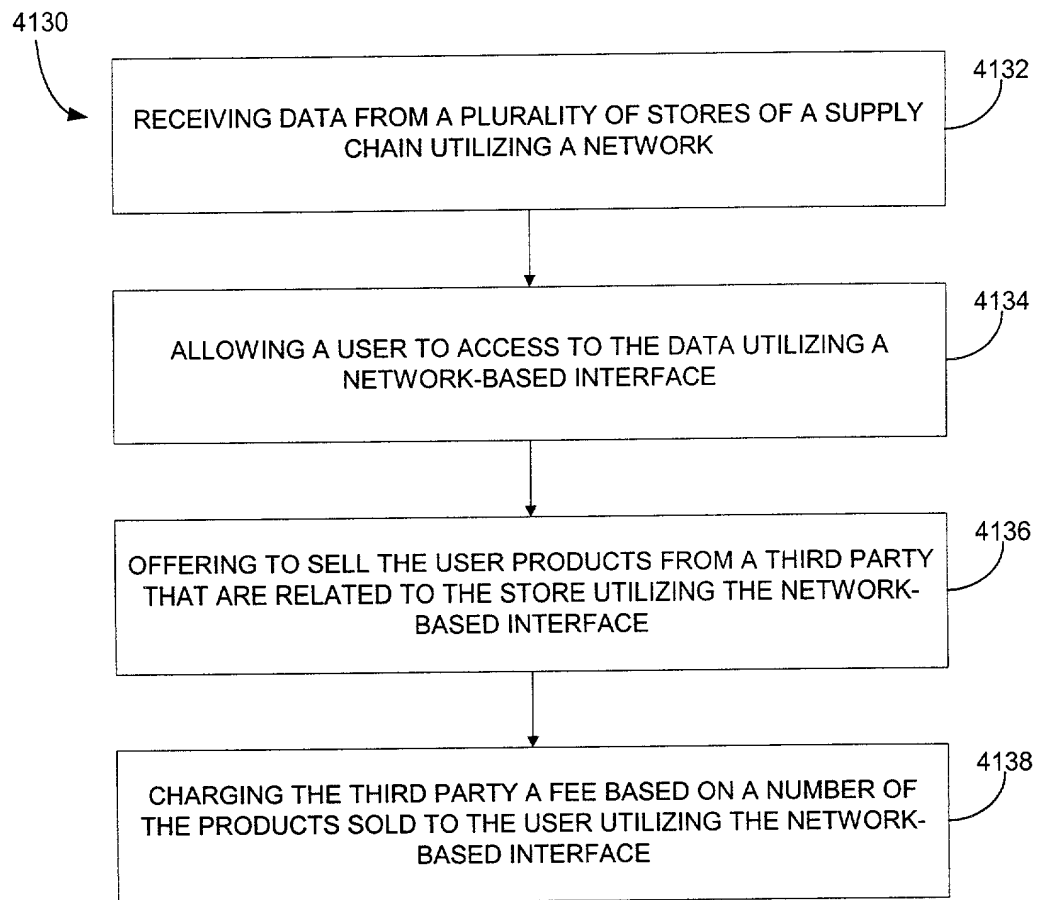 4130
4132
RECEIVING DATA FROM A PLURALITY OF STORES OF A SUPPLY
CHAIN UTILIZING A NETWORK
4134
ALLOWING A USER TO ACCESS TO THE DATA UTILIZING A
NETWORK-BASED INTERFACE
4136
OFFERING TO SELL THE USER PRODUCTS FROM A THIRD PARTY
THAT ARE RELATED TO THE STORE UTILIZING THE NETWORK-
BASED INTERFACE
4138
CHARGING THE THIRD PARTY A FEE BASED ON A NUMBER OF
THE PRODUCTS SOLD TO THE USER UTILIZING THE NETWORK-
BASED INTERFACE